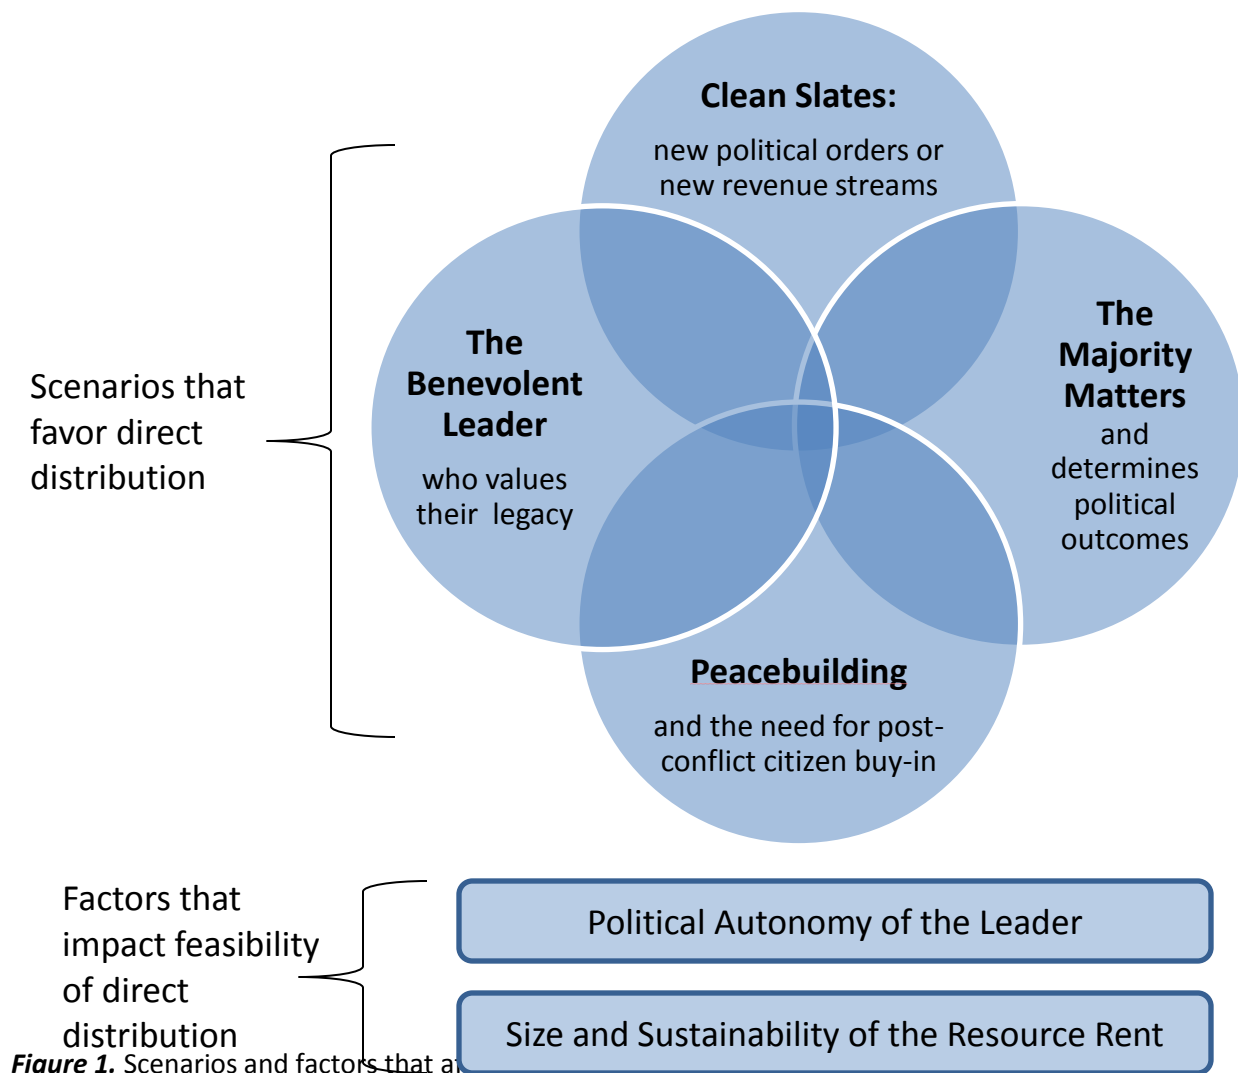 Clean Slates:
new political orders or
new revenue streams
Scenarios that
favor direct
distribution
The
Benevolent
Leader
who values
their legacy
The
Majority
Matters
and
determines
political
outcomes
Peacebuilding
and the need for post-
conflict citizen buy-in
Factors that
impact feasibility
of direct
distribution
Political Autonomy of the Leader
Size and Sustainability of the Resource Rent
Figure 1. Scenarios and factors that